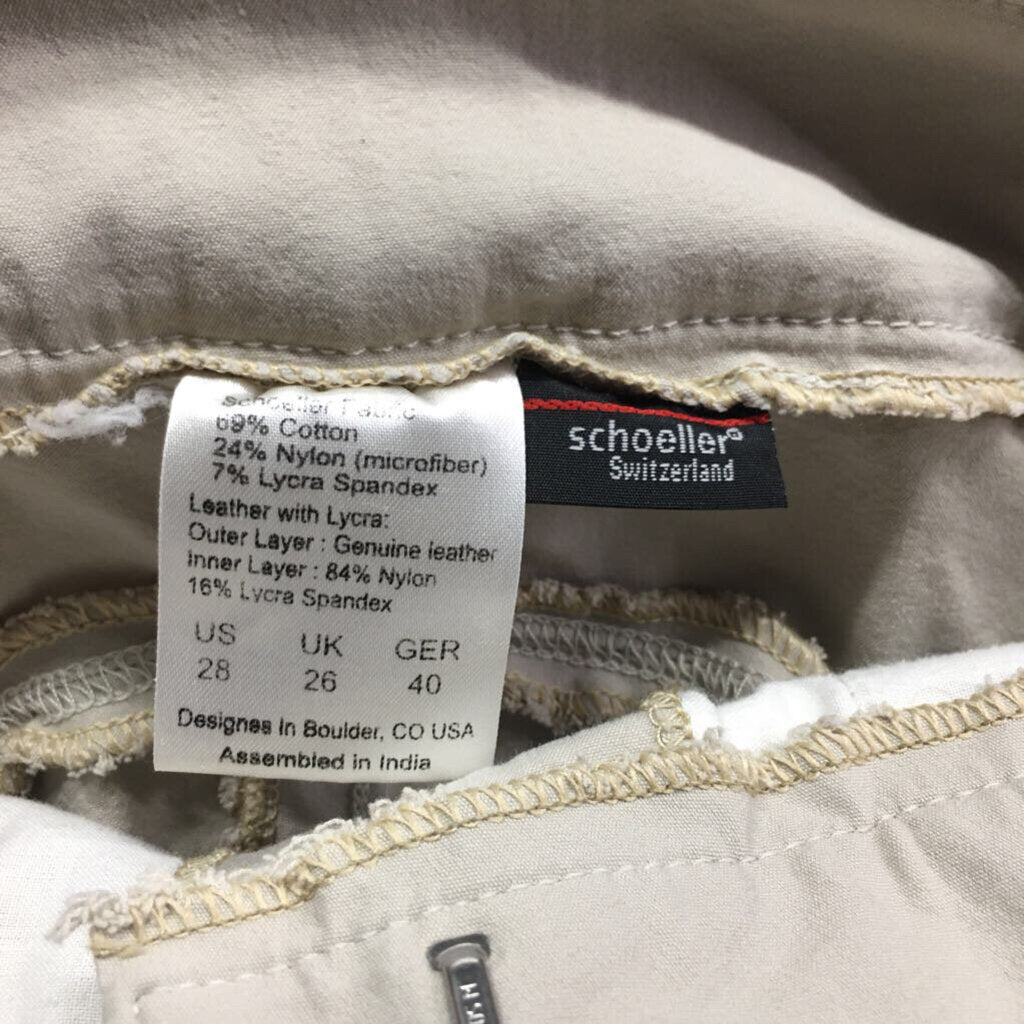 schoeller Fabric
69% Cotton
24% Nylon (microfiber)
7% Lycra Spandex
Leather with Lycra:
Outer Layer : Genuine leather
Inner Layer : 84% Nylon
16% Lycra Spandex
US UK GER
28 26 40
Designes in Boulder, CO USA
Assembled in India
schoeller®
Switzerland